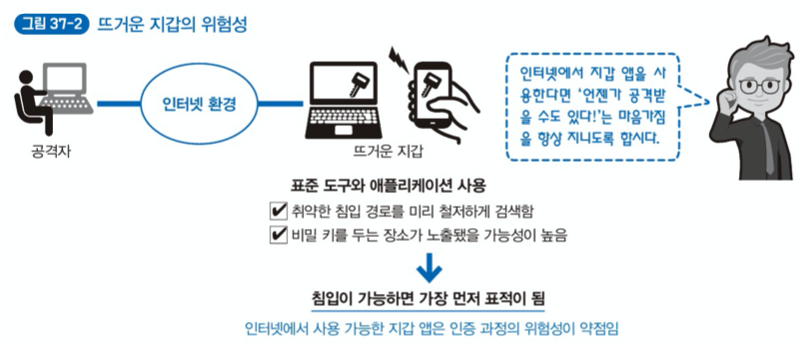 그림 37-2 뜨거운 지갑의 위험성
인터넷 환경
공격자
뜨거운 지갑
인터넷에서 지갑 앱을 사
용한다면 '언젠가 공격받
을 수도 있다!'는 마음가짐
을 항상 지니도록 합시다.
표준 도구와 애플리케이션 사용
취약한 침입 경로를 미리 철저하게 검색함
비밀 키를 두는 장소가 노출됐을 가능성이 높음
침입이 가능하면 가장 먼저 표적이 됨
인터넷에서 사용 가능한 지갑 앱은 인증 과정의 위험성이 약점임